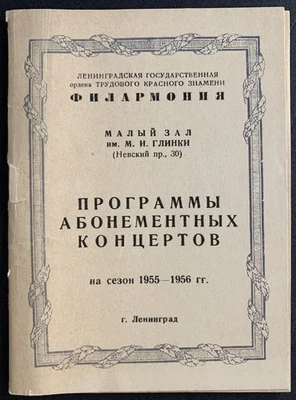 ЛЕНИНГРАДСКАЯ ГОСУДАРСТВЕННАЯ
ордена ТРУДОВОГО КРАСНОГО ЗНАМЕНИ
ФИЛАРМОНИЯ
МАЛЫЙ ЗАЛ
им. М. И. ГЛИНКИ
(Невский пр., 30)
ПРОГРАММЫ
АБОНЕМЕНТНЫХ
КОНЦЕРТОВ
на сезон 1955—1956 гг.
г. Ленинград